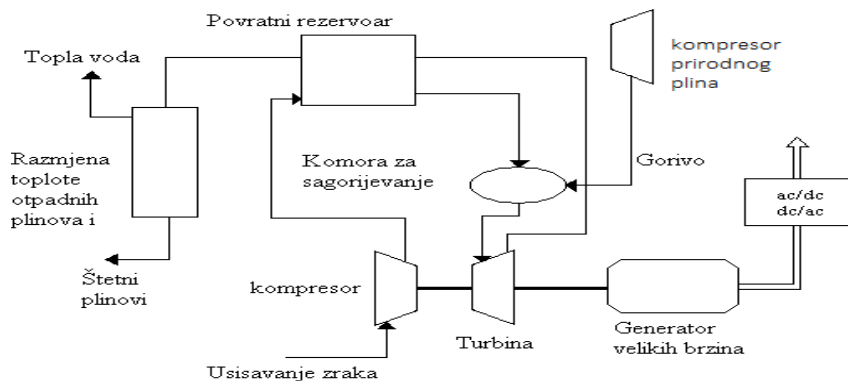 Povratni rezervoar
Topla voda
kompresor
prirodnog
plina
Razmjena
toplote
otpadnih
plinova i
Komora za
sagorijevanje
Gorivo
ac/dc
dc/ac
Štetni
plinovi
kompresor
Turbina
Generator
velikih brzina
Usisavanje zraka